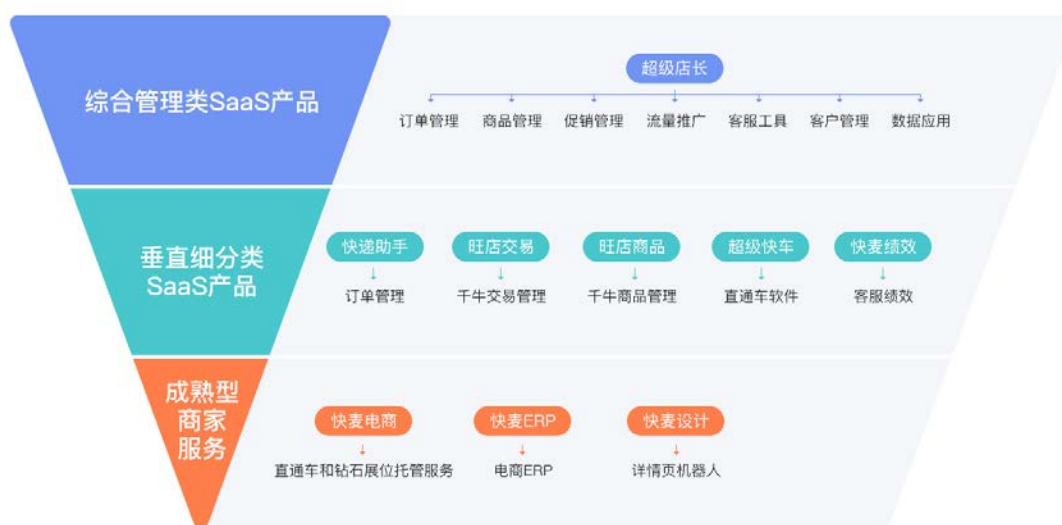 综合管理类SaaS产品
超级店长
订单管理 商品管理 促销管理 流量推广 客服工具 客户管理 数据应用
垂直细分类
SaaS产品
快递助手 旺店交易 旺店商品 超级快车 快麦绩效
订单管理 千牛交易管理 千牛商品管理 直通车软件 客服绩效
成熟型
商家
服务
快麦电商 快麦ERP 快麦设计
直通车和钻石展位托管服务 电商ERP 详情页机器人